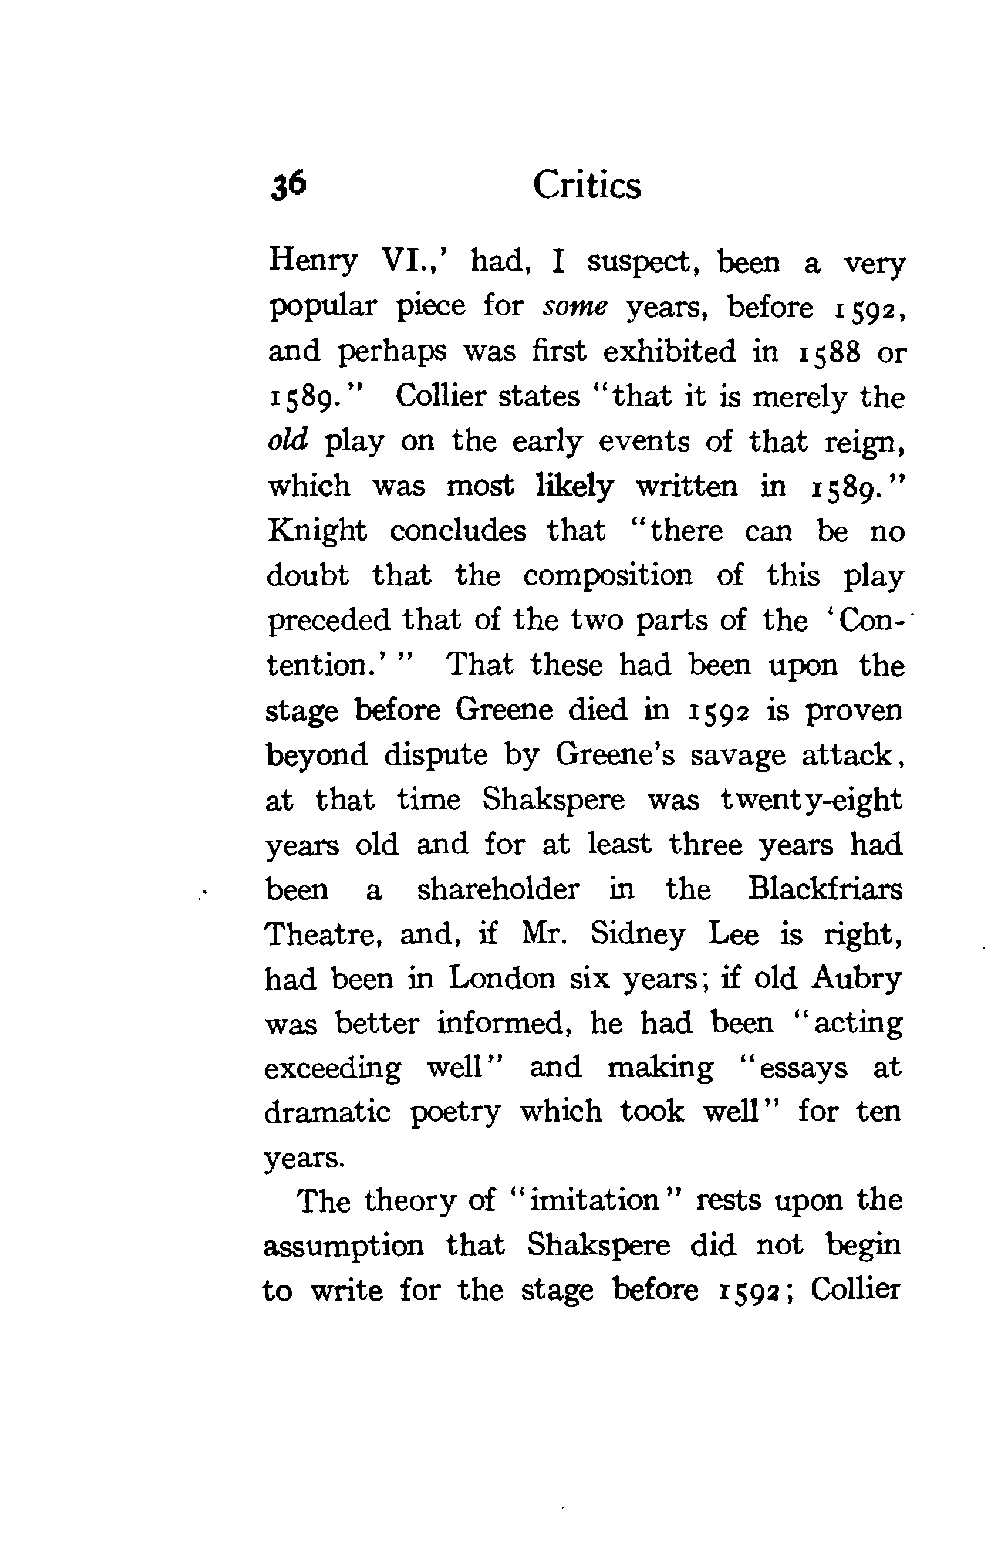 36 Critics
Henry VI.,’ had, I suspect, been a very
popular piece for some years, before 1592,
and perhaps was first exhibited in 1588 or
1589.” Collier states “that it is merely the
old play on the early events of that reign,
which was most likely written in 1589.”
Knight concludes that “there can be no
doubt that the composition of this play
preceded that of the two parts of the ‘Con-
tention.’ ” That these had been upon the
stage before Greene died in 1592 is proven
beyond dispute by Greene’s savage attack,
at that time Shakspere was twenty-eight
years old and for at least three years had
been a shareholder in the Blackfriars
Theatre, and, if Mr. Sidney Lee is right,
had been in London six years; if old Aubry
was better informed, he had been “acting
exceeding well” and making “essays at
dramatic poetry which took well” for ten
years.
The theory of “imitation” rests upon the
assumption that Shakspere did not begin
to write for the stage before 1592; Collier